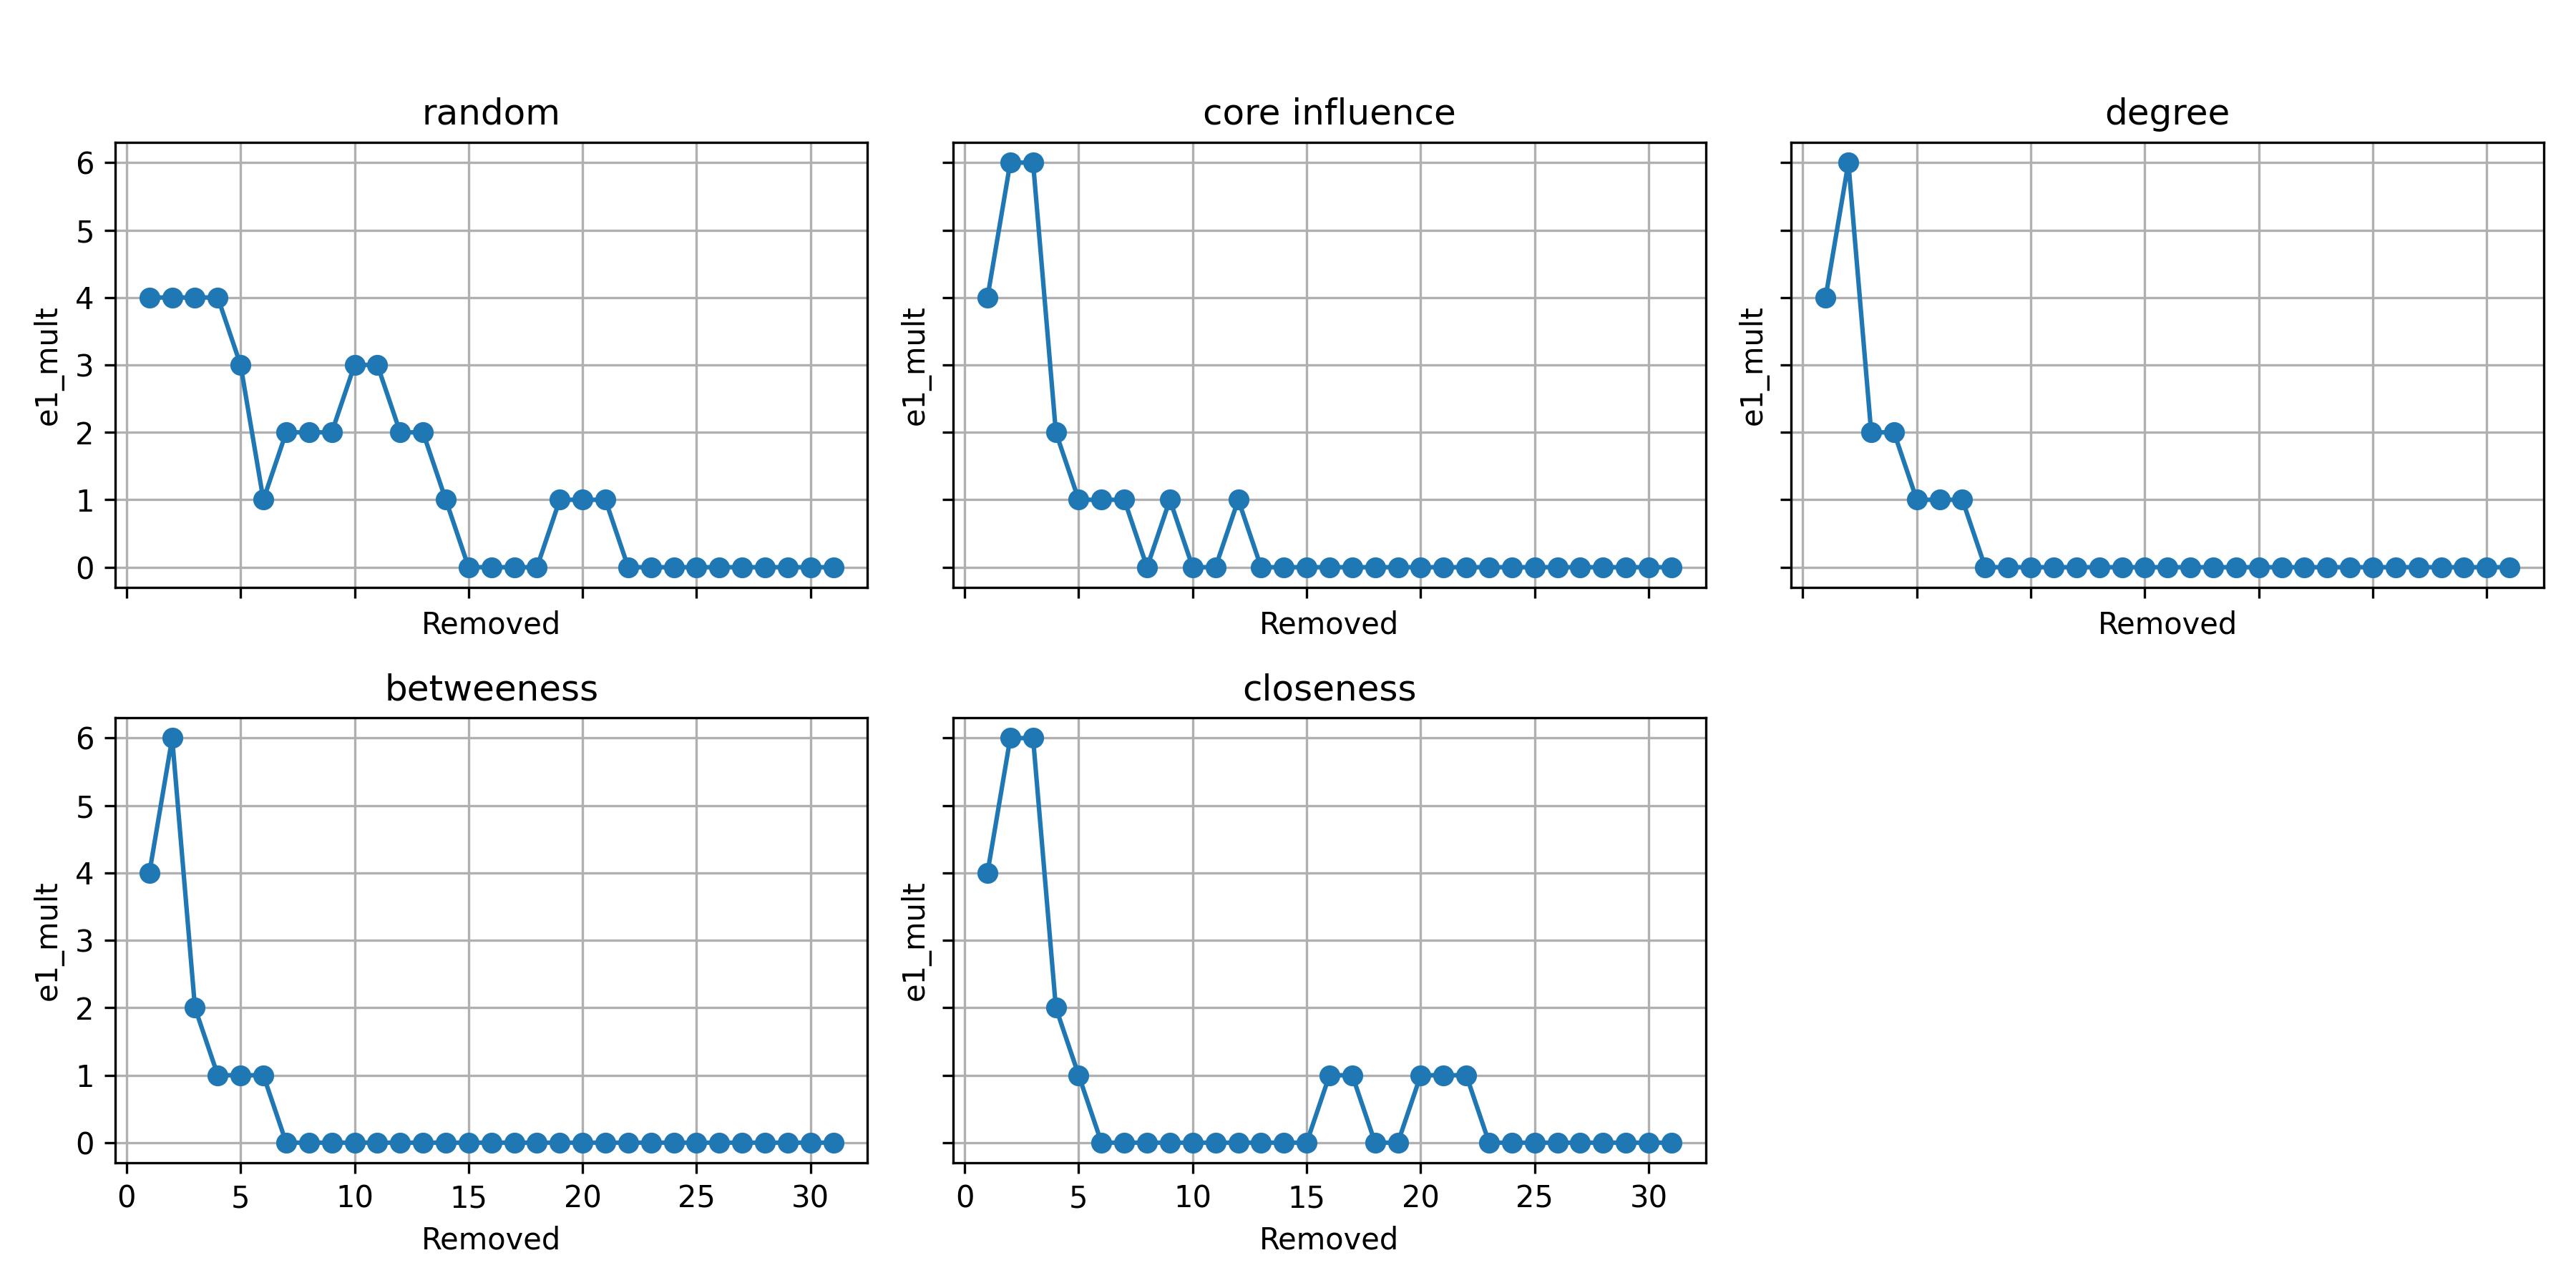 random
core influence
degree
6
5
4
3
2
1
0
e1_mult
e1_mult
e1_mult
Removed
Removed
Removed
betweeness
closeness
6
5
4
3
2
1
0
e1_mult
e1_mult
0 5 10 15 20 25 30
0 5 10 15 20 25 30
Removed
Removed